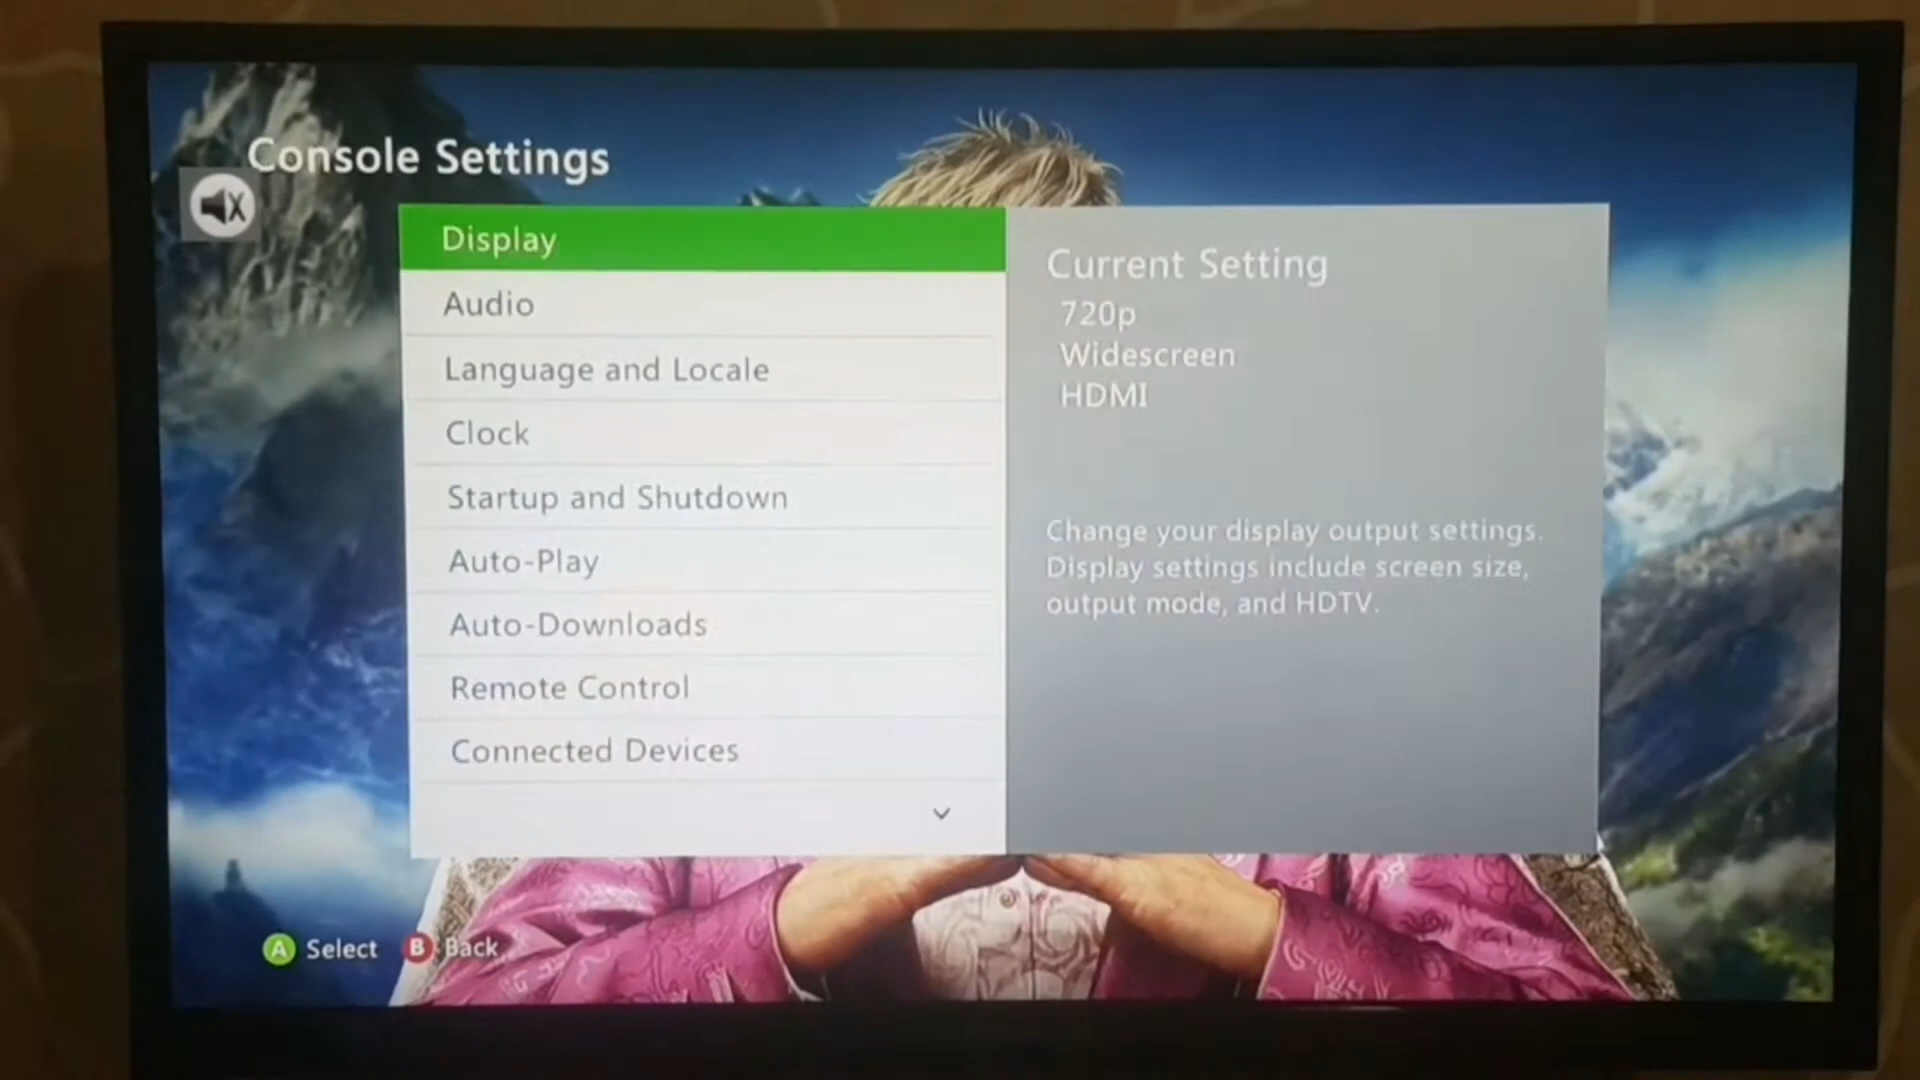 Console Settings
Display
Audio
Language and Locale
Clock
Startup and Shutdown
Auto-Play
Auto-Downloads
Remote Control
Connected Devices
Current Setting
720p
Widescreen
HDMI
Change your display output settings.
Display settings include screen size,
output mode, and HDTV.
A Select B Back